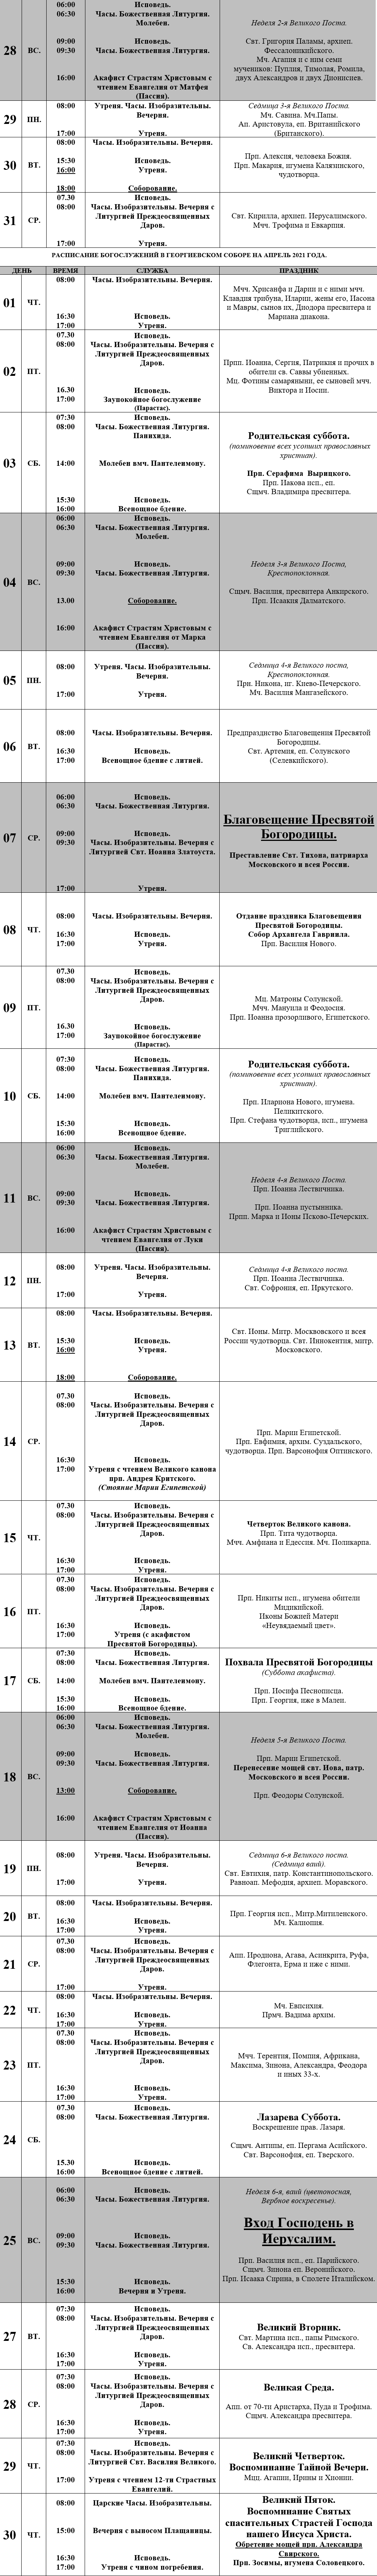 28 ВС.
06:00 Исповедь.
06:30 Часы. Божественная Литургия.
Молебен.
09:00 Исповедь.
09:30 Часы. Божественная Литургия.
16:00 Акафист Страстям Христовым с
чтением Евангелия от Матфея
(Пассия).
Неделя 2-я Великого Поста.
Свт. Григория Паламы, архиеп.
Фессалоникийского.
Мч. Агапия и с ним семи
мучеников: Пуплия, Тимолая, Ромила,
двух Александров и двух Дионисиев.
29 ПН.
08:00 Утреня. Часы. Изобразительны.
Вечерня.
17:00 Утреня.
Седмица 3-я Великого Поста.
Мч. Савина. Мч.Папы.
Ап. Аристовула, еп. Вританийского
(Британского).
30 ВТ.
08:00 Часы. Изобразительны. Вечерня.
15:30 Исповедь.
16:00 Утреня.
18:00 Соборование.
Прп. Алексия, человека Божия.
Прп. Макария, игумена Калязинского,
чудотворца.
31 СР.
07.30 Исповедь.
08:00 Часы. Изобразительны. Вечерня с
Литургией Преждеосвященных
Даров.
17:00 Утреня.
Свт. Кирилла, архиеп. Иерусалимского.
Мчч. Трофима и Евкарпия.
РАСПИСАНИЕ БОГОСЛУЖЕНИЙ В ГЕОРГИЕВСКОМ СОБОРЕ НА АПРЕЛЬ 2021 ГОДА.
ДЕНЬ ВРЕМЯ СЛУЖБА ПРАЗДНИК
01 ЧТ.
08:00 Часы. Изобразительны. Вечерня.
16:30 Исповедь.
17:00 Утреня.
Мчч. Хрисанфа и Дарии и с ними мчч.
Клавдия трибуна, Иларии, жены его, Иасона
и Мавры, сынов их, Диодора пресвитера и
Мариана диакона.
02 ПТ.
07.30 Исповедь.
08:00 Часы. Изобразительны. Вечерня с
Литургией Преждеосвященных
Даров.
16.30 Исповедь.
17:00 Заупокойное богослужение
(Парастас).
Прпп. Иоанна, Сергия, Патрикия и прочих в
обители св. Саввы убиенных.
Мц. Фотины самаряныни, ее сыновей мчч.
Виктора и Иосии.
03 СБ.
07:30 Исповедь.
08:00 Часы. Божественная Литургия.
Панихида.
14:00 Молебен вмч. Пантелеимону.
15:30 Исповедь.
16:00 Всенощное бдение.
Родительская суббота.
(поминовение всех усопших православных
христиан).
Прп. Серафима Вырицкого.
Прп. Иакова исп., еп.
Сщмч. Владимира пресвитера.
04 ВС.
06:00 Исповедь.
06:30 Часы. Божественная Литургия.
Молебен.
09:00 Исповедь.
09:30 Часы. Божественная Литургия.
13.00 Соборование.
16:00 Акафист Страстям Христовым с
чтением Евангелия от Марка
(Пассия).
Неделя 3-я Великого Поста,
Крестопоклонная.
Сщмч. Василия, пресвитера Анкирского.
Прп. Исаакия Далматского.
05 ПН.
08:00 Утреня. Часы. Изобразительны.
Вечерня.
17:00 Утреня.
Седмица 4-я Великого поста,
Крестопоклонная.
Прп. Никона, иг. Киево-Печерского.
Мч. Василия Мангазейского.
06 ВТ.
08:00 Часы. Изобразительны. Вечерня.
16:30 Исповедь.
17:00 Всенощное бдение с литией.
Предпразднство Благовещения Пресвятой
Богородицы.
Свт. Артемия, еп. Солунского
(Селевкийского).
07 СР.
06:00 Исповедь.
06:30 Часы. Божественная Литургия.
09:00 Исповедь.
09:30 Часы. Изобразительны. Вечерня с
Литургией Свт. Иоанна Златоуста.
17:00 Утреня.
Благовещение Пресвятой
Богородицы.
Преставление Свт. Тихона, патриарха
Московского и всея России.
08 ЧТ.
08:00 Часы. Изобразительны. Вечерня.
16:30 Исповедь.
17:00 Утреня.
Отдание праздника Благовещения
Пресвятой Богородицы.
Собор Архангела Гавриила.
Прп. Василия Нового.
09 ПТ.
07.30 Исповедь.
08:00 Часы. Изобразительны. Вечерня с
Литургией Преждеосвященных
Даров.
16.30 Исповедь.
17:00 Заупокойное богослужение
(Парастас).
Мц. Матроны Солунской.
Мчч. Мануила и Феодосия.
Прп. Иоанна прозорливого, Египетского.
10 СБ.
07:30 Исповедь.
08:00 Часы. Божественная Литургия.
Панихида.
14:00 Молебен вмч. Пантелеимону.
15:30 Исповедь.
16:00 Всенощное бдение.
Родительская суббота.
(поминовение всех усопших православных
христиан).
Прп. Илариона Нового, игумена.
Пеликитского.
Прп. Стефана чудотворца, исп., игумена
Триглийского.
11 ВС.
06:00 Исповедь.
06:30 Часы. Божественная Литургия.
Молебен.
09:00 Исповедь.
09:30 Часы. Божественная Литургия.
16:00 Акафист Страстям Христовым с
чтением Евангелия от Луки
(Пассия).
Неделя 4-я Великого Поста.
Прп. Иоанна Лествичника.
Прп. Иоанна пустынника.
Прпп. Марка и Ионы Псково-Печерских.
12 ПН.
08:00 Утреня. Часы. Изобразительны.
Вечерня.
17:00 Утреня.
Седмица 4-я Великого поста.
Прп. Иоанна Лествичника.
Свт. Софрония, еп. Иркутского.
13 ВТ.
08:00 Часы. Изобразительны. Вечерня.
15:30 Исповедь.
16:00 Утреня.
18:00 Соборование.
Свт. Ионы. Митр. Москвовского и всея
России чудотворца. Свт. Иннокентия, митр.
Московского.
14 СР.
07.30 Исповедь.
08:00 Часы. Изобразительны. Вечерня с
Литургией Преждеосвященных
Даров.
16:30 Исповедь.
17:00 Утреня с чтением Великого канона
прп. Андрея Критского.
(Стояние Марии Египетской)
Прп. Марии Египетской.
Прп. Евфимия, архим. Суздальского,
чудотворца. Прп. Варсонофия Оптинского.
15 ЧТ.
07.30 Исповедь.
08:00 Часы. Изобразительны. Вечерня с
Литургией Преждеосвященных
Даров.
16:30 Исповедь.
17:00 Утреня.
Четверток Великого канона.
Прп. Тита чудотворца.
Мчч. Амфиана и Едессия. Мч. Поликарпа.
16 ПТ.
07.30 Исповедь.
08:00 Часы. Изобразительны. Вечерня с
Литургией Преждеосвященных
Даров.
16:30 Исповедь.
17:00 Утреня (с акафистом
Пресвятой Богородицы).
Прп. Никиты исп., игумена обители
Мидикийской.
Иконы Божией Матери
«Неувядаемый цвет».
17 СБ.
07:30 Исповедь.
08:00 Часы. Божественная Литургия.
14:00 Молебен вмч. Пантелеимону.
15:30 Исповедь.
16:00 Всенощное бдение.
Похвала Пресвятой Богородицы
(Суббота акафиста).
Прп. Иосифа Песнописца.
Прп. Георгия, иже в Малеи.
18 ВС.
06:00 Исповедь.
06:30 Часы. Божественная Литургия.
Молебен.
09:00 Исповедь.
09:30 Часы. Божественная Литургия.
13:00 Соборование.
16:00 Акафист Страстям Христовым с
чтением Евангелия от Иоанна
(Пассия).
Неделя 5-я Великого Поста.
Прп. Марии Египетской.
Перенесение мощей свт. Иова, патр.
Московского и всея России.
Прп. Феодоры Солунской.
19 ПН.
08:00 Утреня. Часы. Изобразительны.
Вечерня.
17:00 Утреня.
Седмица 6-я Великого поста.
(Седмица ваий).
Свт. Евтихия, патр. Константинопольского.
Равноап. Мефодия, архиеп. Моравского.
20 ВТ.
08:00 Часы. Изобразительны. Вечерня.
16:30 Исповедь.
17:00 Утреня.
Прп. Георгия исп., Митр.Митиленского.
Мч. Каллиопия.
21 СР.
07.30 Исповедь.
08:00 Часы. Изобразительны. Вечерня с
Литургией Преждеосвященных
Даров.
17:00 Утреня.
Апп. Иродиона, Агава, Асинкрита, Руфа,
Флегонта, Ерма и иже с ними.
22 ЧТ.
08:00 Часы. Изобразительны. Вечерня.
16:30 Исповедь.
17:00 Утреня.
Мч. Евпсихия.
Прмч. Вадима архим.
23 ПТ.
07.30 Исповедь.
08:00 Часы. Изобразительны. Вечерня с
Литургией Преждеосвященных
Даров.
16:30 Исповедь.
17:00 Утреня.
Мчч. Терентия, Помпия, Африкана,
Максима, Зинона, Александра, Феодора
и иных 33-х.
24 СБ.
07.30 Исповедь.
08:00 Часы. Божественная Литургия.
15.30 Исповедь.
16:00 Всенощное бдение с литией.
Лазарева Суббота.
Воскрешение прав. Лазаря.
Сщмч. Антипы, еп. Пергама Асийского.
Свт. Варсонофия, еп. Тверского.
25 ВС.
06:00 Исповедь.
06:30 Часы. Божественная Литургия.
09:00 Исповедь.
09:30 Часы. Божественная Литургия.
15:30 Исповедь.
16:00 Вечерня и Утреня.
Неделя 6-я, ваий (цветоносная,
Вербное воскресенье).
Вход Господень в
Иерусалим.
Прп. Василия исп., еп. Парийского.
Сщмч. Зинона еп. Веронийского.
Прп. Исаака Сирина, в Сполете Италийском.
27 ВТ.
07:30 Исповедь.
08:00 Часы. Изобразительны. Вечерня с
Литургией Преждеосвященных
Даров.
16:30 Исповедь.
17:00 Утреня.
Великий Вторник.
Свт. Мартина исп., папы Римского.
Св. Александра исп., пресвитера.
28 СР.
07:30 Исповедь.
08:00 Часы. Изобразительны. Вечерня с
Литургией Преждеосвященных
Даров.
16:30 Исповедь.
17:00 Утреня.
Великая Среда.
Апп. от 70-ти Аристарха, Пуда и Трофима.
Сщмч. Александра пресвитера.
29 ЧТ.
07:30 Исповедь.
08:00 Часы. Изобразительны. Вечерня с
Литургией Свт. Василия Великого.
17:00 Утреня с чтением 12-ти Страстных
Евангелий.
Великий Четверток.
Воспоминание Тайной Вечери.
Мцц. Агапии, Ирины и Хионии.
30 ЧТ.
08:00 Царские Часы. Изобразительны.
15:00 Вечерня с выносом Плащаницы.
16:30 Исповедь.
17:00 Утреня с чином погребения.
Великий Пяток.
Воспоминание Святых
спасительных Страстей Господа
нашего Иисуса Христа.
Обретение мощей прп. Александра
Свирского.
Прп. Зосимы, игумена Соловецкого.